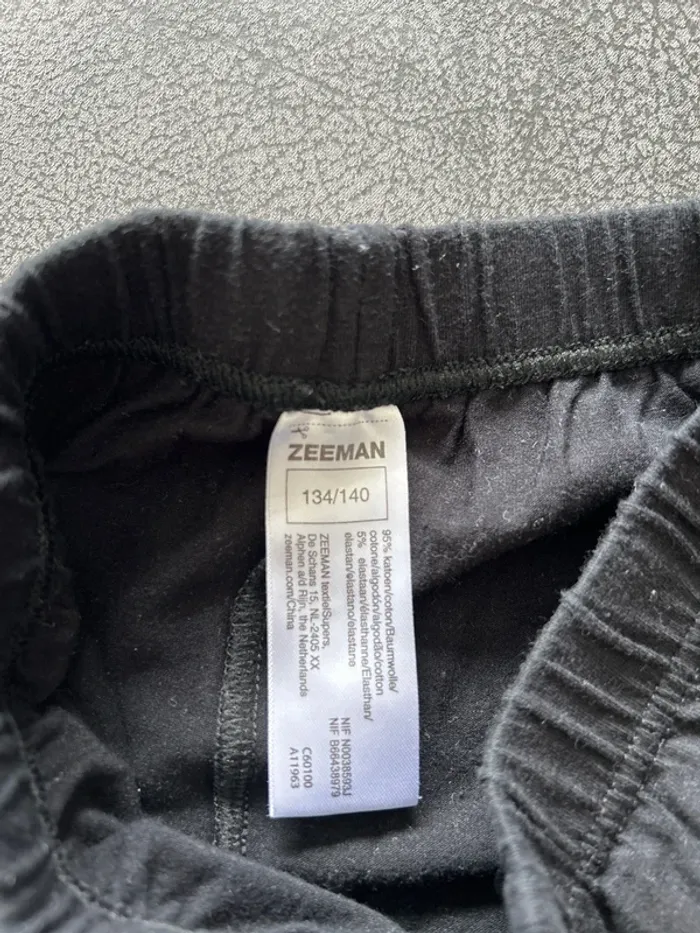 ZEEMAN
134/140
95% katoen/coton/Baumwolle/
cotone/algodón/algodão/cotton
5% elastaan/élasthanne/Elasthan/
elastan/elastano/elastane
ZEEMAN textielSupers,
De Schans 15, NL-2405 XX
Alphen a/d Rijn, the Netherlands
zeeman.com/China
NIF N0038593J
NIF B66438979
C60100
A11963